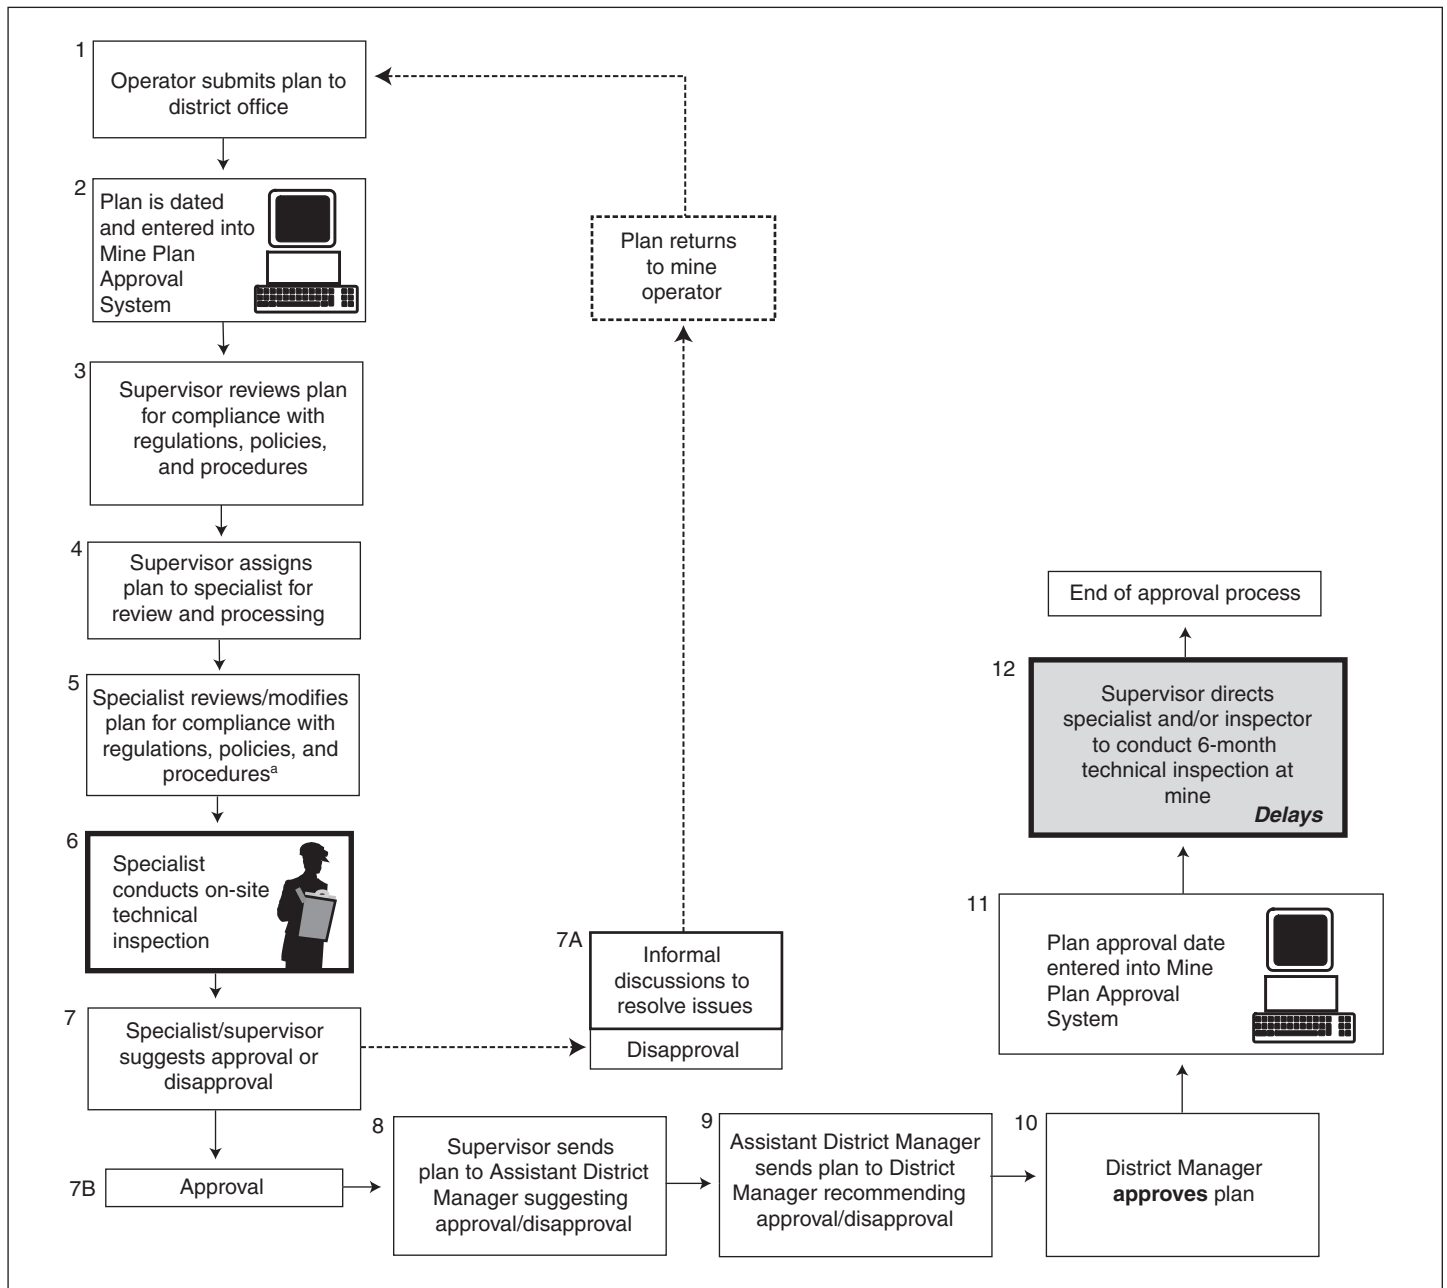 1
Operator submits plan to
district office
2
Plan is dated
and entered into
Mine Plan
Approval
System
3
Supervisor reviews plan
for compliance with
regulations, policies,
and procedures
4
Supervisor assigns
plan to specialist for
review and processing
5
Specialist reviews/modifies
plan for compliance with
regulations, policies, and
proceduresa
6
Specialist
conducts on-site
technical
inspection
7
Specialist/supervisor
suggests approval or
disapproval
7A
Informal
discussions to
resolve issues
Disapproval
Plan returns
to mine
operator
7B
Approval
8
Supervisor sends
plan to Assistant District
Manager suggesting
approval/disapproval
9
Assistant District Manager
sends plan to District
Manager recommending
approval/disapproval
10
District Manager
approves plan
11
Plan approval date
entered into Mine
Plan Approval
System
12
Supervisor directs
specialist and/or inspector
to conduct 6-month
technical inspection at
mine
Delays
End of approval process